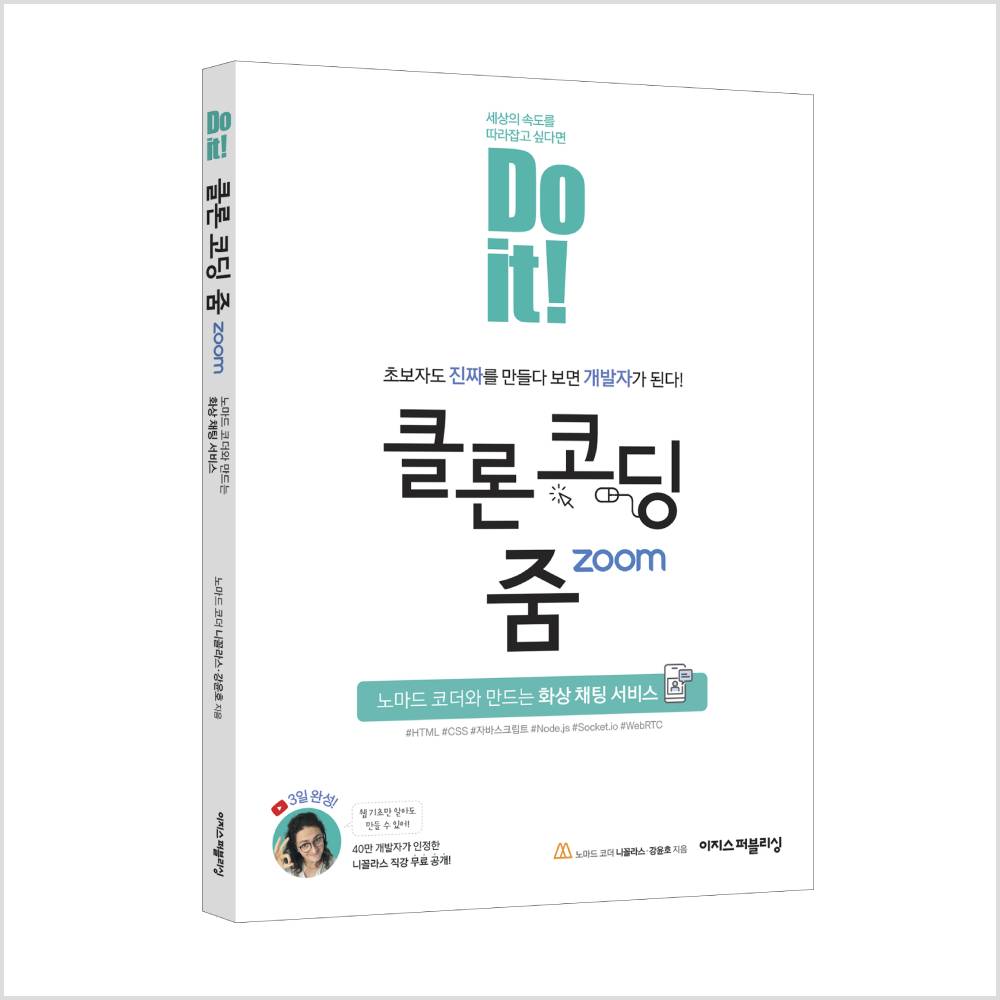 Do it!
클론 코딩 줌
zoom
노마드 코더와 만드는
화상 채팅 서비스
노마드 코더 니꼴라스·강윤호 지음
이지스 퍼블리싱
세상의 속도를
따라잡고 싶다면
Do
it!
초보자도 진짜를 만들다 보면 개발자가 된다!
클론 코딩
줌 zoom
노마드 코더와 만드는 화상 채팅 서비스
#HTML #CSS #자바스크립트 #Node.js #Socket.io #WebRTC
3일 완성!
웹 기초만 알아도
만들 수 있어!
40만 개발자가 인정한
니꼴라스 직강 무료 공개!
노마드 코더 니꼴라스·강윤호 지음
이지스 퍼블리싱